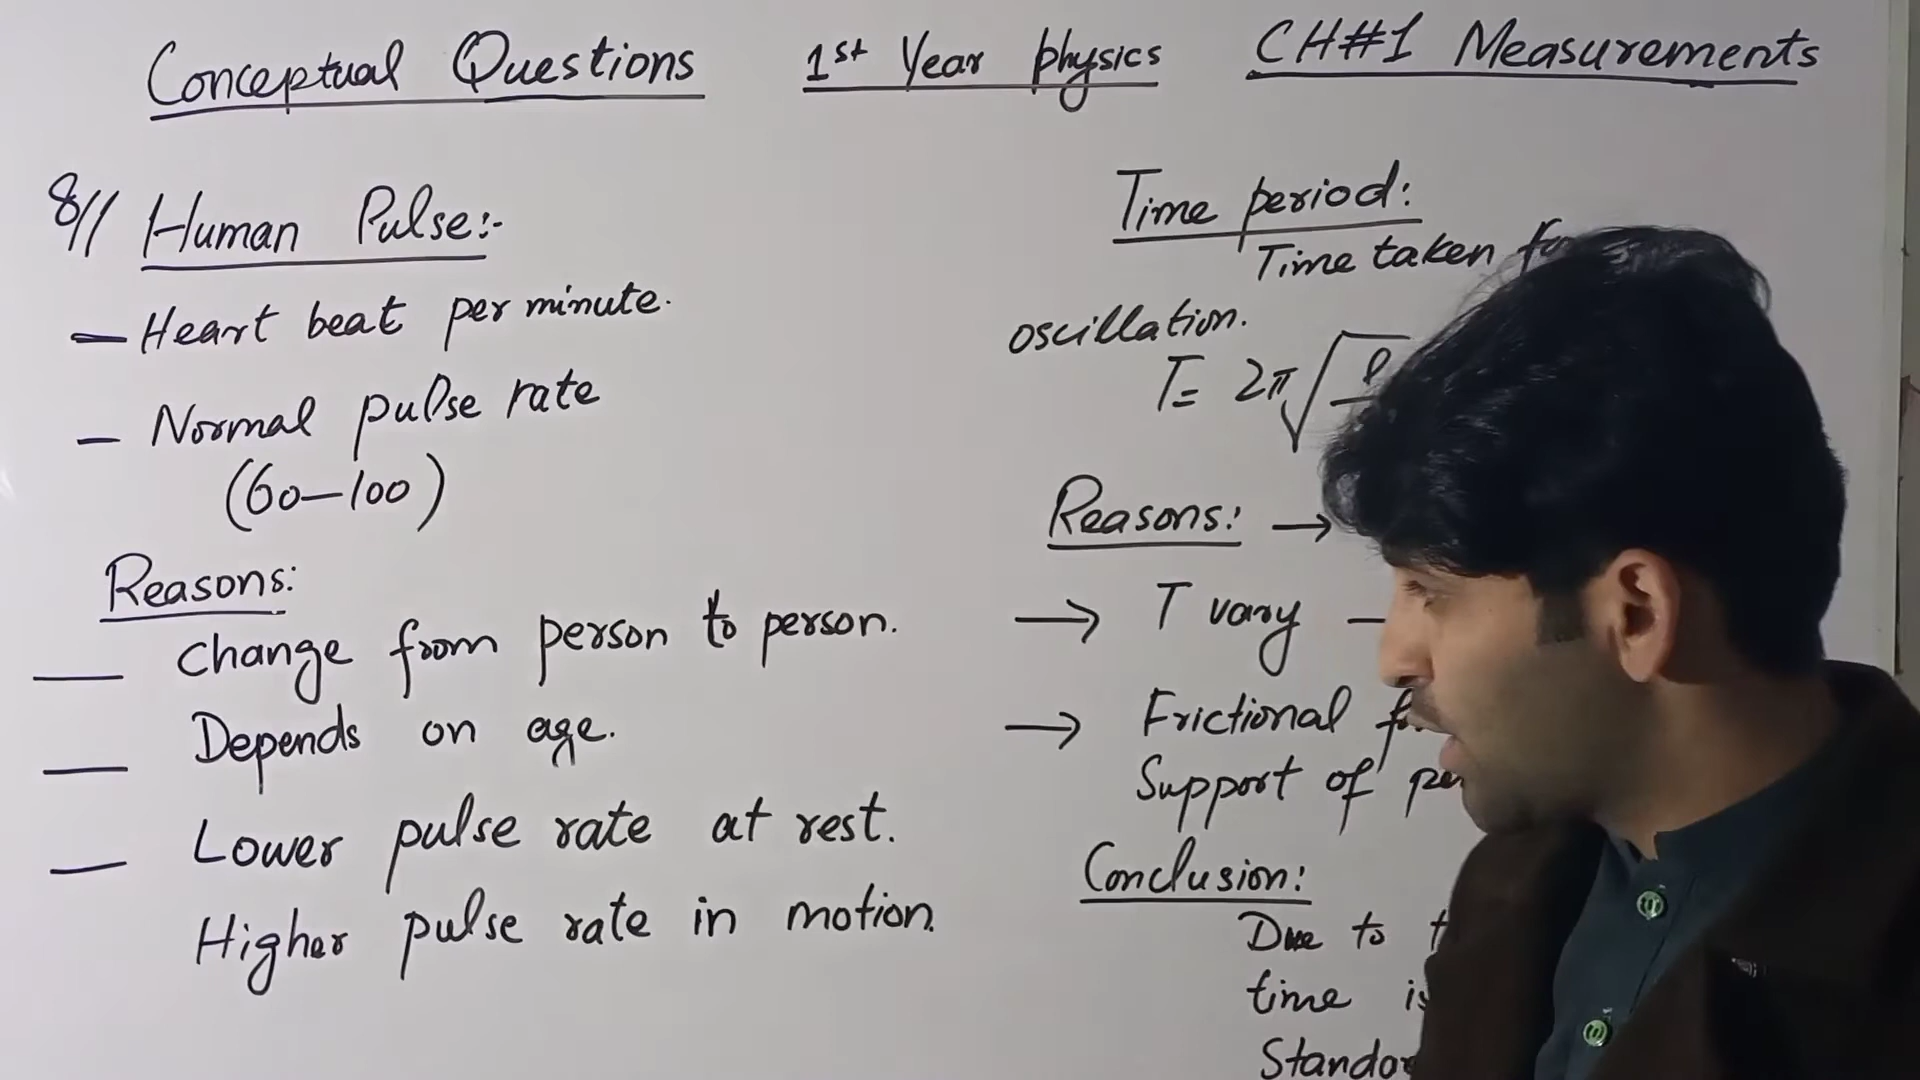 Conceptual Questions 1st Year physics CH#1 Measurements
8// Human Pulse:-
— Heart beat per minute.
— Normal pulse rate
(60—100)
Reasons:
— Change from person to person.
— Depends on age.
— Lower pulse rate at rest.
Higher pulse rate in motion.
Time period:
Time taken
oscillation.
T = 2π√
Reasons: →
→ T vary —
→ Frictional
Support of
Conclusion:
Due to
time